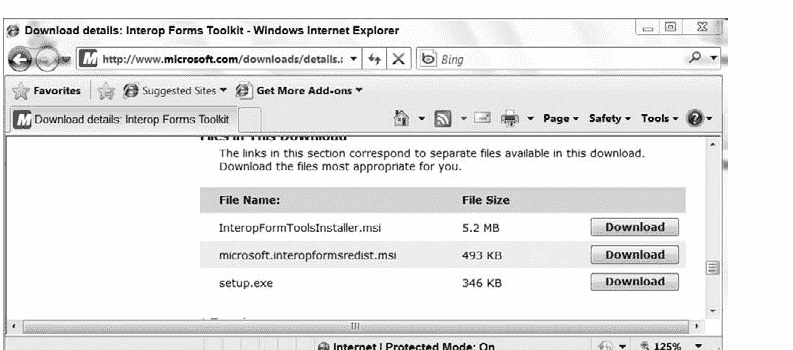 Download details: Interop Forms Toolkit - Windows Internet Explorer
http://www.microsoft.com/downloads/details.
Bing
Favorites Suggested Sites Get More Add-ons
Download details: Interop Forms Toolkit
Page Safety Tools
Files in This Download
The links in this section correspond to separate files available in this download.
Download the files most appropriate for you.
File Name: File Size
InteropFormToolsInstaller.msi 5.2 MB Download
microsoft.interopformsredist.msi 493 KB Download
setup.exe 346 KB Download
Internet | Protected Mode: On 125%